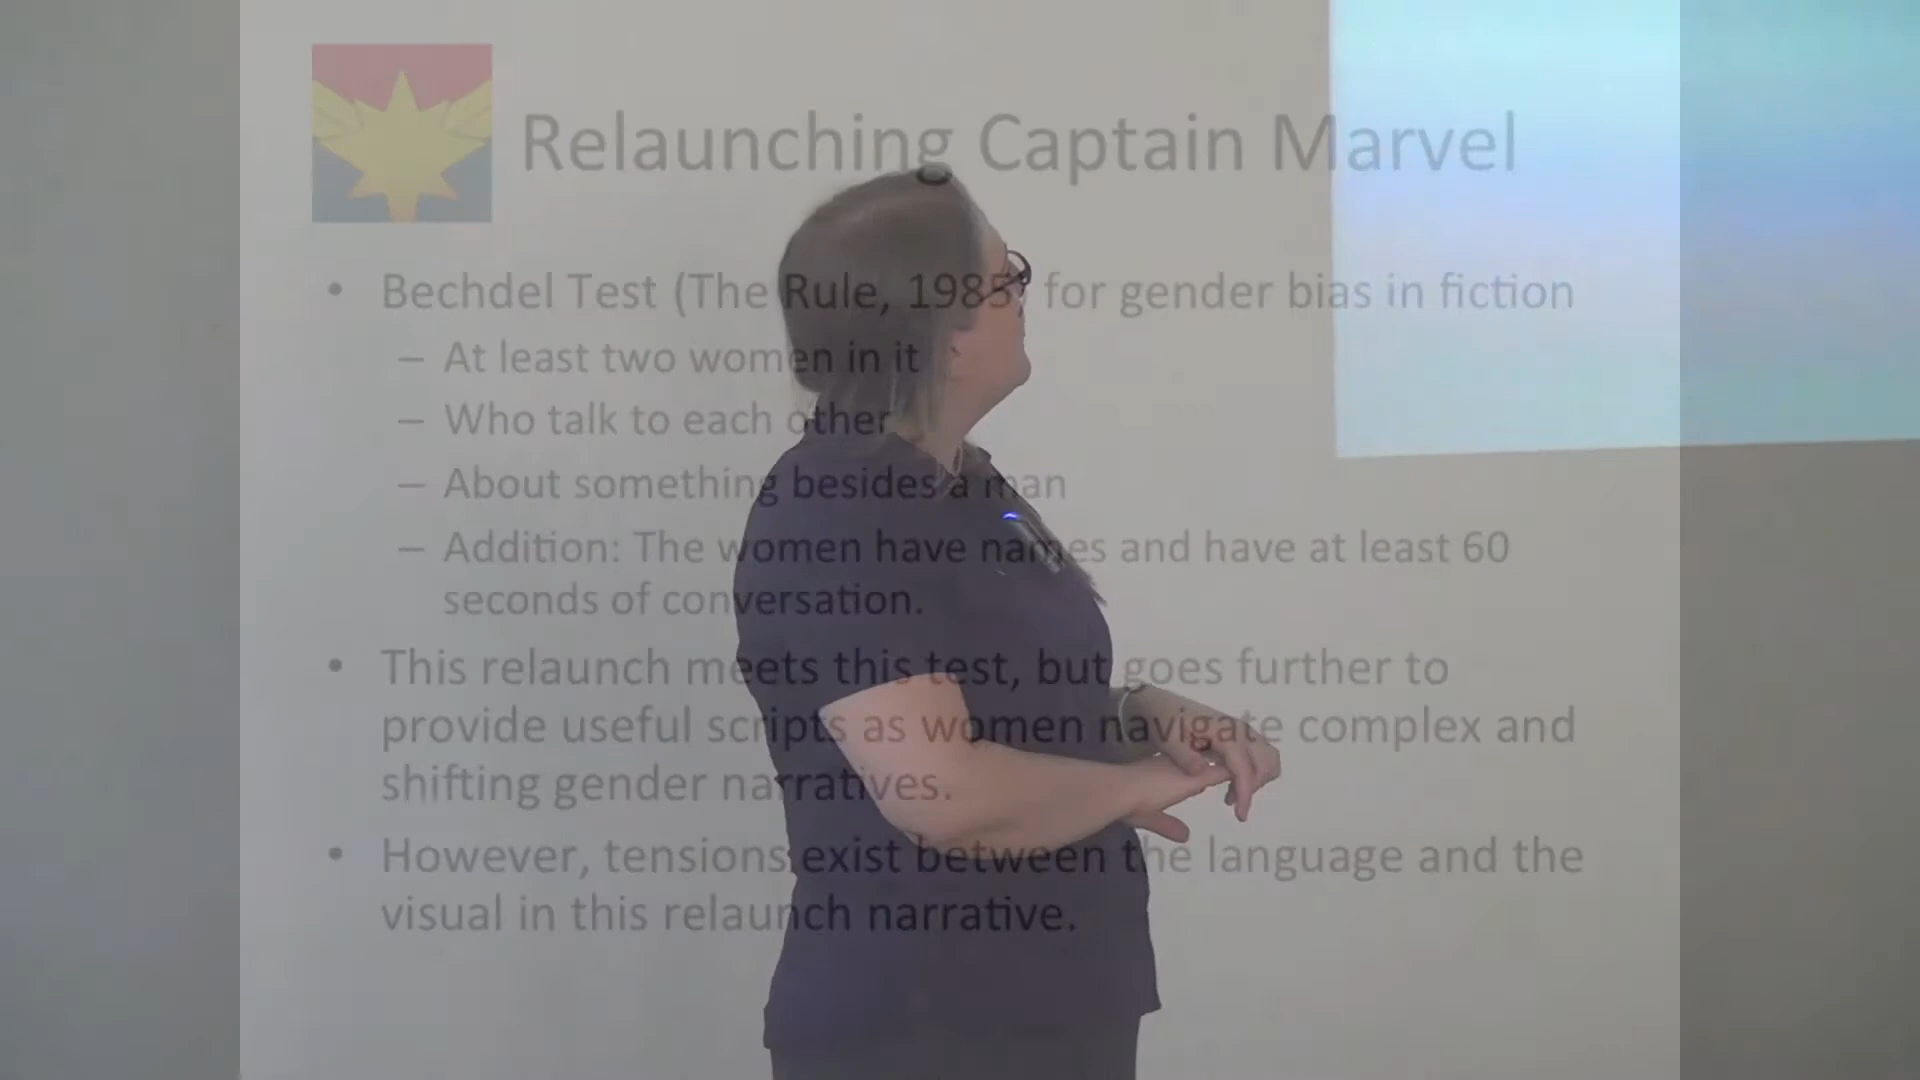 Relaunching Captain Marvel
• Bechdel Test (The Rule, 1985) for gender bias in fiction
– At least two women in it
– Who talk to each other
– About something besides a man
– Addition: The women have names and have at least 60
seconds of conversation.
• This relaunch meets this test, but goes further to
provide useful scripts as women navigate complex and
shifting gender narratives.
• However, tensions exist between the language and the
visual in this relaunch narrative.